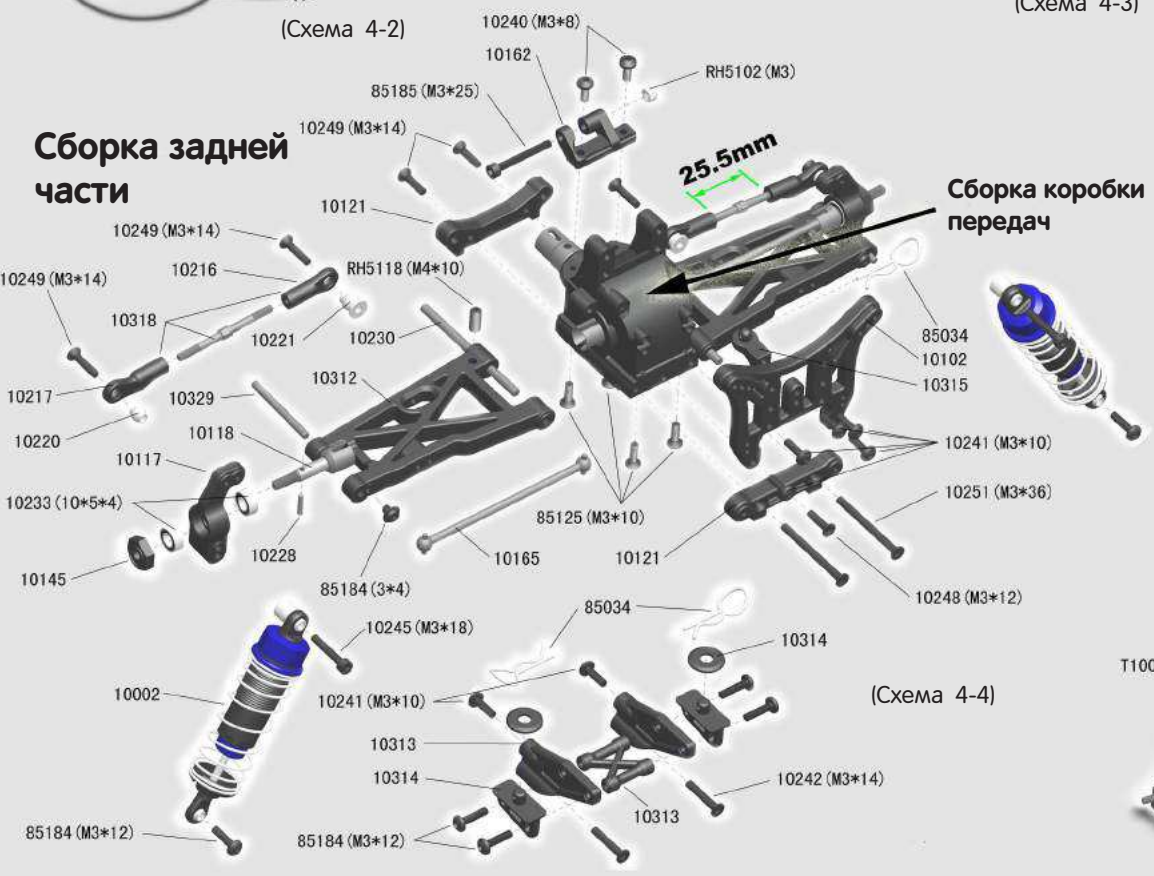 (Схема 4-2)
(Схема 4-3)
10240 (M3*8)
10162
RH5102 (M3)
85185 (M3*25)
10249 (M3*14)
Сборка задней
части
25.5mm
Сборка коробки
передач
10121
10249 (M3*14)
10216
RH5118 (M4*10)
10249 (M3*14)
10318
10221
10230
85034
10102
10312
10315
10217
10329
10220
10118
10241 (M3*10)
10117
10233 (10*5*4)
10251 (M3*36)
85125 (M3*10)
10228
10165
10121
10145
85184 (3*4)
10248 (M3*12)
85034
10245 (M3*18)
10314
T100
10002
10241 (M3*10)
(Схема 4-4)
10313
10314
10242 (M3*14)
10313
85184 (M3*12)
85184 (M3*12)